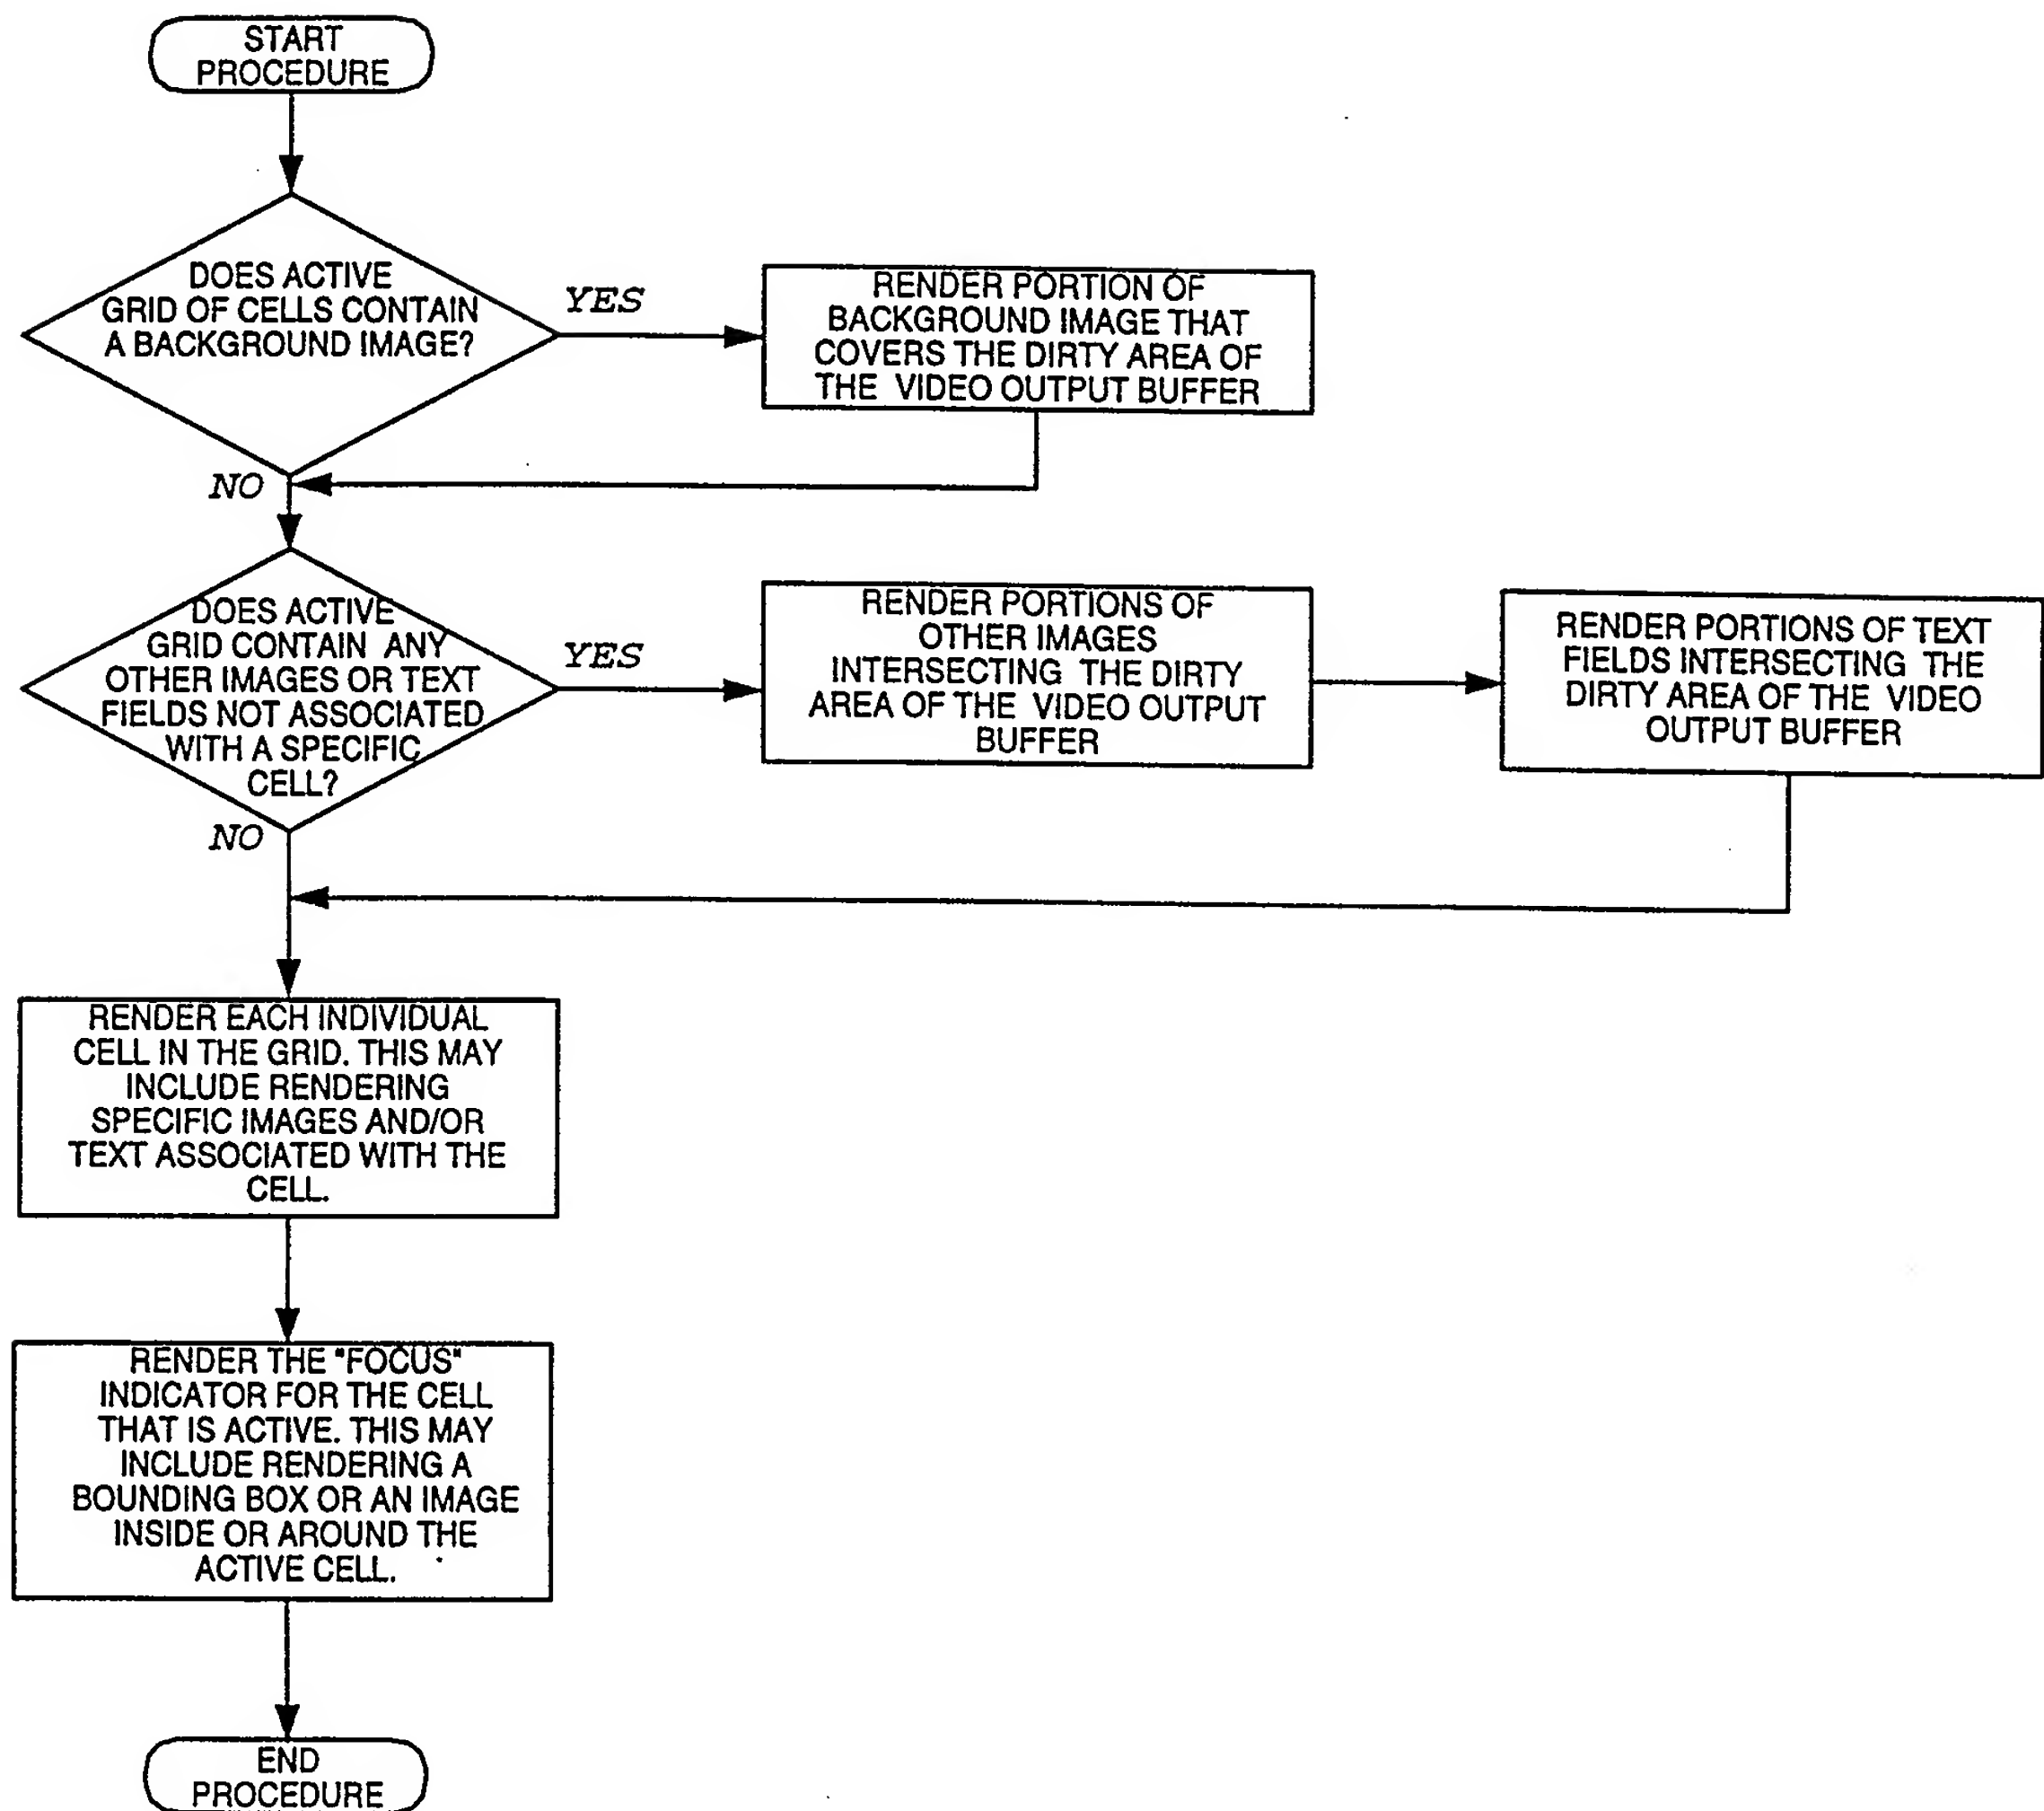 START
PROCEDURE
DOES ACTIVE
GRID OF CELLS CONTAIN
A BACKGROUND IMAGE?
YES
RENDER PORTION OF
BACKGROUND IMAGE THAT
COVERS THE DIRTY AREA OF
THE VIDEO OUTPUT BUFFER
NO
DOES ACTIVE
GRID CONTAIN ANY
OTHER IMAGES OR TEXT
FIELDS NOT ASSOCIATED
WITH A SPECIFIC
CELL?
YES
RENDER PORTIONS OF
OTHER IMAGES
INTERSECTING THE DIRTY
AREA OF THE VIDEO OUTPUT
BUFFER
RENDER PORTIONS OF TEXT
FIELDS INTERSECTING THE
DIRTY AREA OF THE VIDEO
OUTPUT BUFFER
NO
RENDER EACH INDIVIDUAL
CELL IN THE GRID. THIS MAY
INCLUDE RENDERING
SPECIFIC IMAGES AND/OR
TEXT ASSOCIATED WITH THE
CELL.
RENDER THE "FOCUS"
INDICATOR FOR THE CELL
THAT IS ACTIVE. THIS MAY
INCLUDE RENDERING A
BOUNDING BOX OR AN IMAGE
INSIDE OR AROUND THE
ACTIVE CELL.
END
PROCEDURE